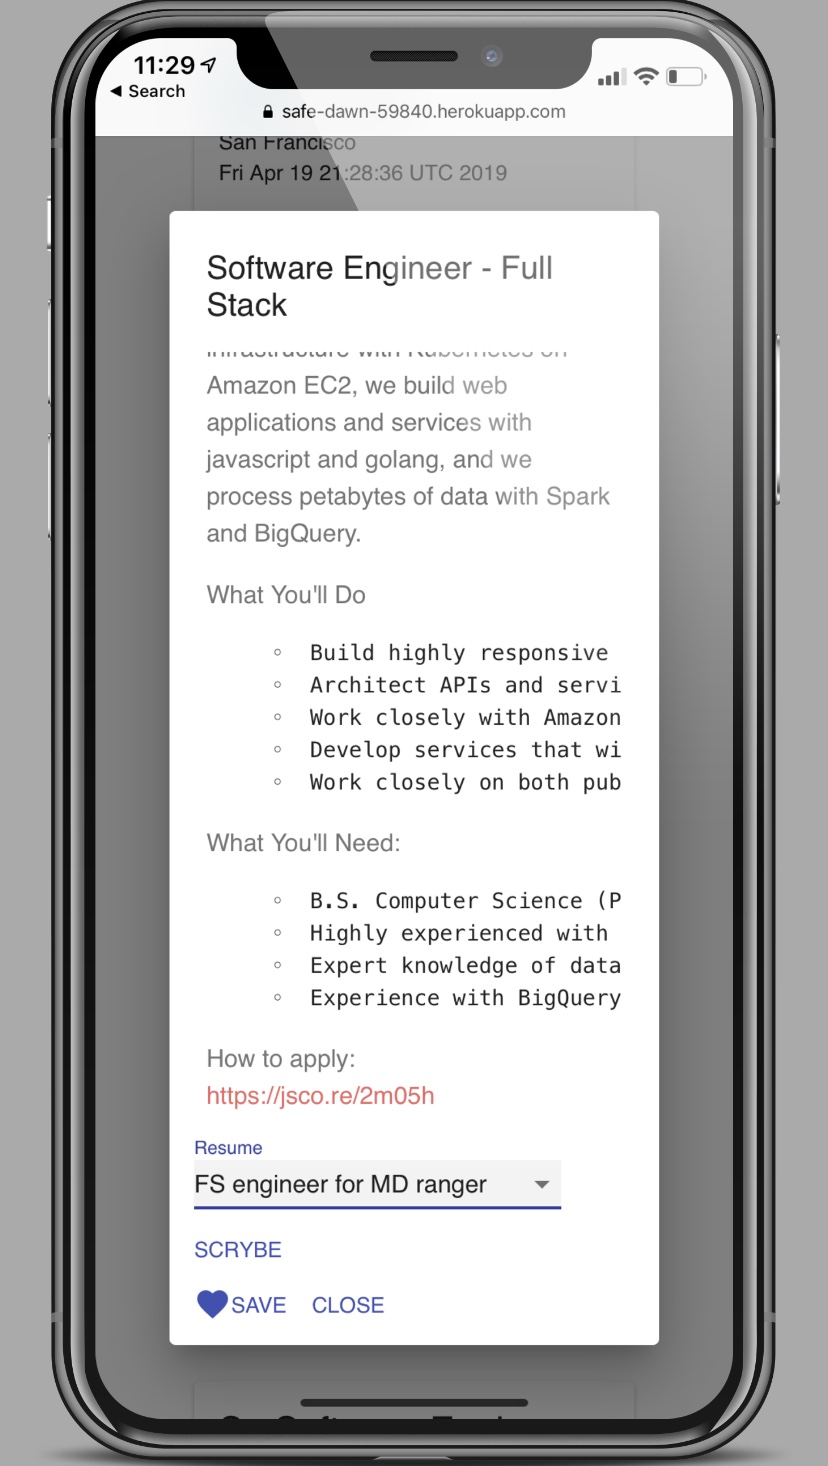 11:29
◀ Search
safe-dawn-59840.herokuapp.com
San Francisco
Fri Apr 19 21:28:36 UTC 2019
Software Engineer - Full
Stack
infrastructure with Kubernetes on
Amazon EC2, we build web
applications and services with
javascript and golang, and we
process petabytes of data with Spark
and BigQuery.
What You'll Do
◦ Build highly responsive
◦ Architect APIs and servi
◦ Work closely with Amazon
◦ Develop services that wi
◦ Work closely on both pub
What You'll Need:
◦ B.S. Computer Science (P
◦ Highly experienced with
◦ Expert knowledge of data
◦ Experience with BigQuery
How to apply:
https://jsco.re/2m05h
Resume
FS engineer for MD ranger
SCRYBE
SAVE CLOSE